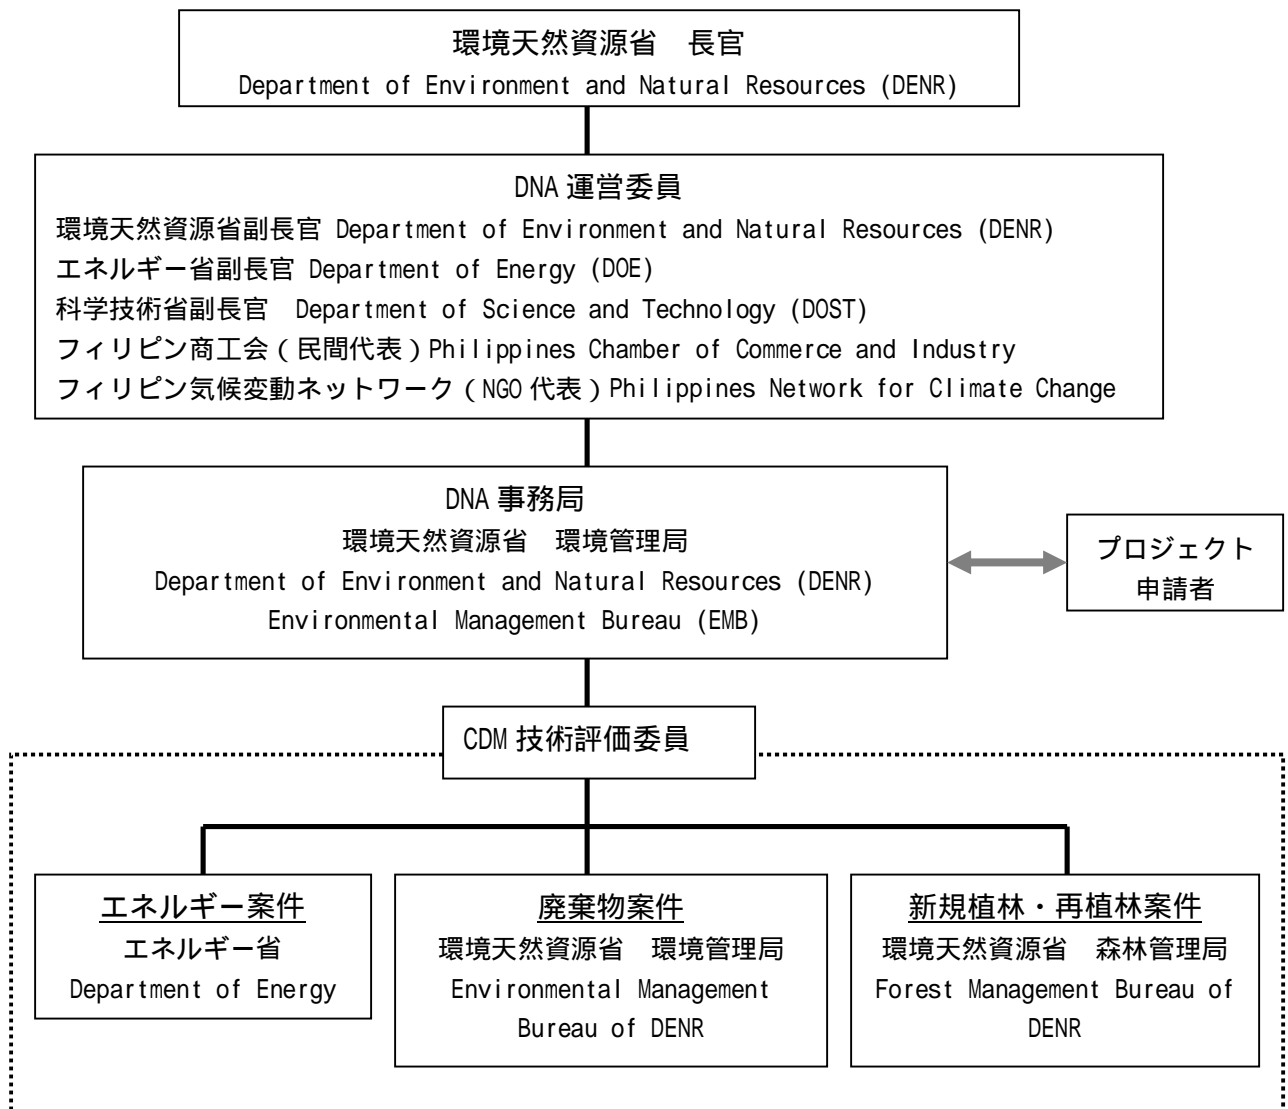 環境天然資源省　長官
Department of Environment and Natural Resources (DENR)
DNA 運営委員
環境天然資源省副長官 Department of Environment and Natural Resources (DENR)
エネルギー省副長官 Department of Energy (DOE)
科学技術省副長官　Department of Science and Technology (DOST)
フィリピン商工会（民間代表）Philippines Chamber of Commerce and Industry
フィリピン気候変動ネットワーク（NGO 代表）Philippines Network for Climate Change
DNA 事務局
環境天然資源省　環境管理局
Department of Environment and Natural Resources (DENR)
Environmental Management Bureau (EMB)
プロジェクト
申請者
CDM 技術評価委員
エネルギー案件
エネルギー省
Department of Energy
廃棄物案件
環境天然資源省　環境管理局
Environmental Management
Bureau of DENR
新規植林・再植林案件
環境天然資源省　森林管理局
Forest Management Bureau of
DENR